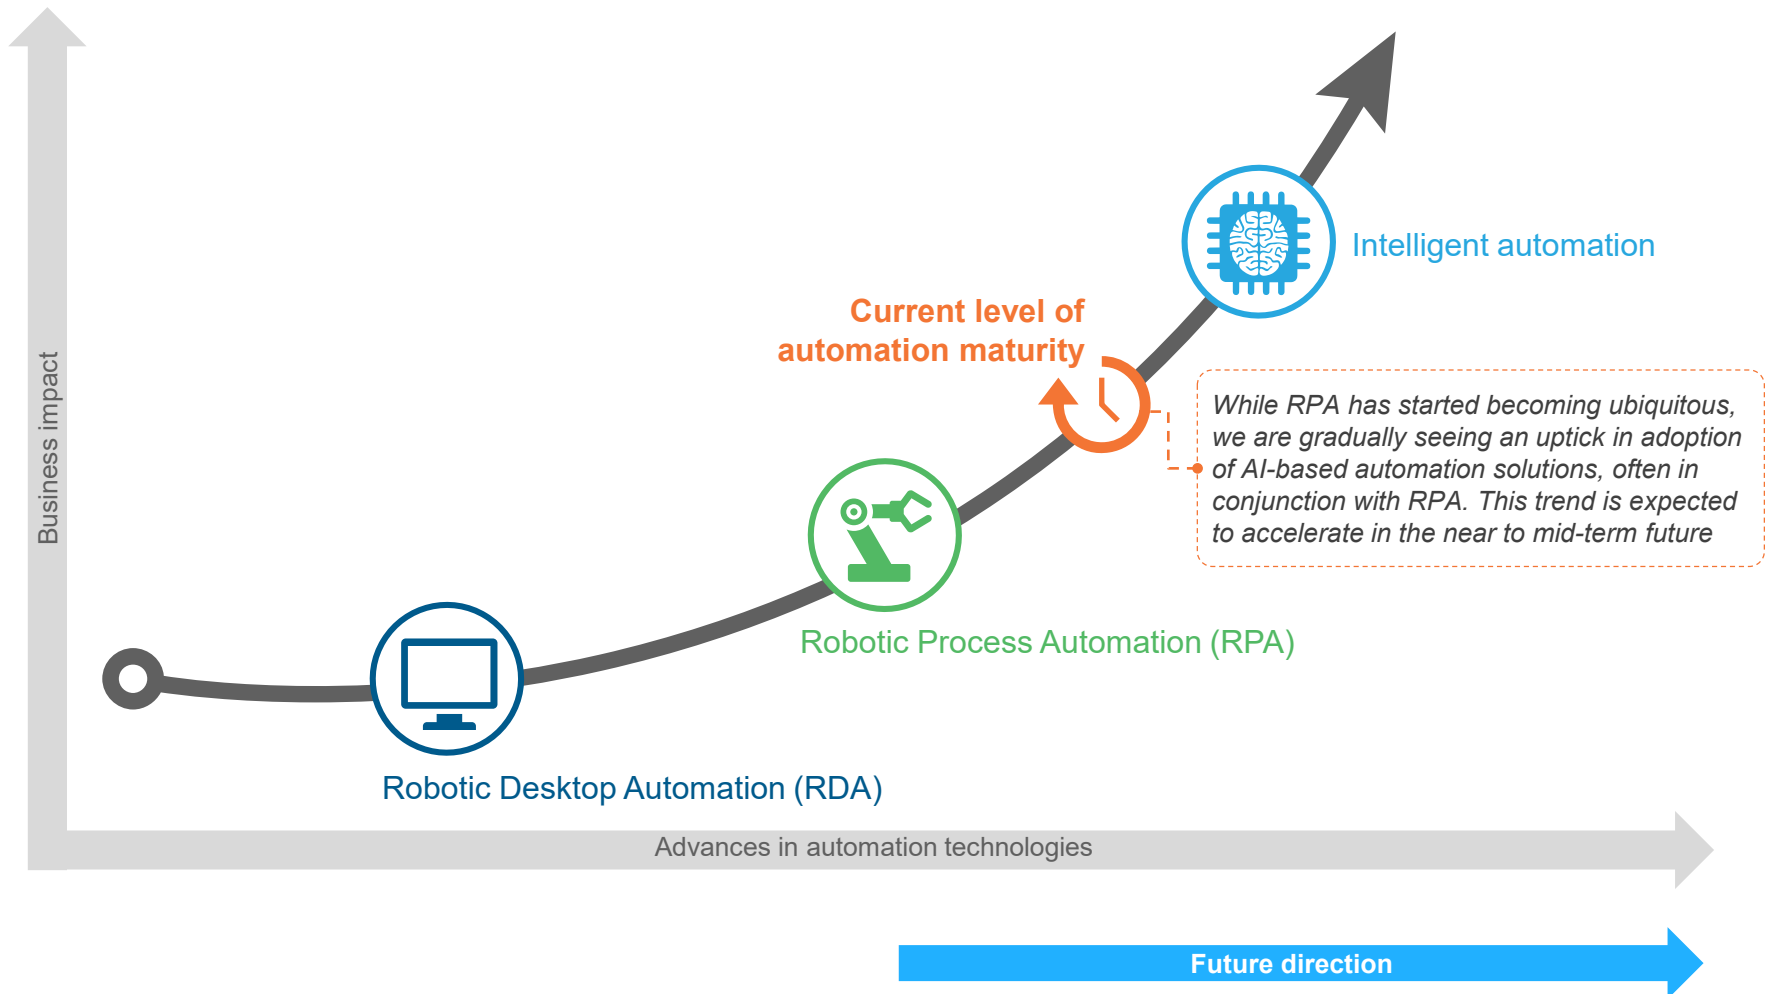 Business impact
Current level of
automation maturity
Intelligent automation
While RPA has started becoming ubiquitous,
we are gradually seeing an uptick in adoption
of AI-based automation solutions, often in
conjunction with RPA. This trend is expected
to accelerate in the near to mid-term future
Robotic Process Automation (RPA)
Robotic Desktop Automation (RDA)
Advances in automation technologies
Future direction